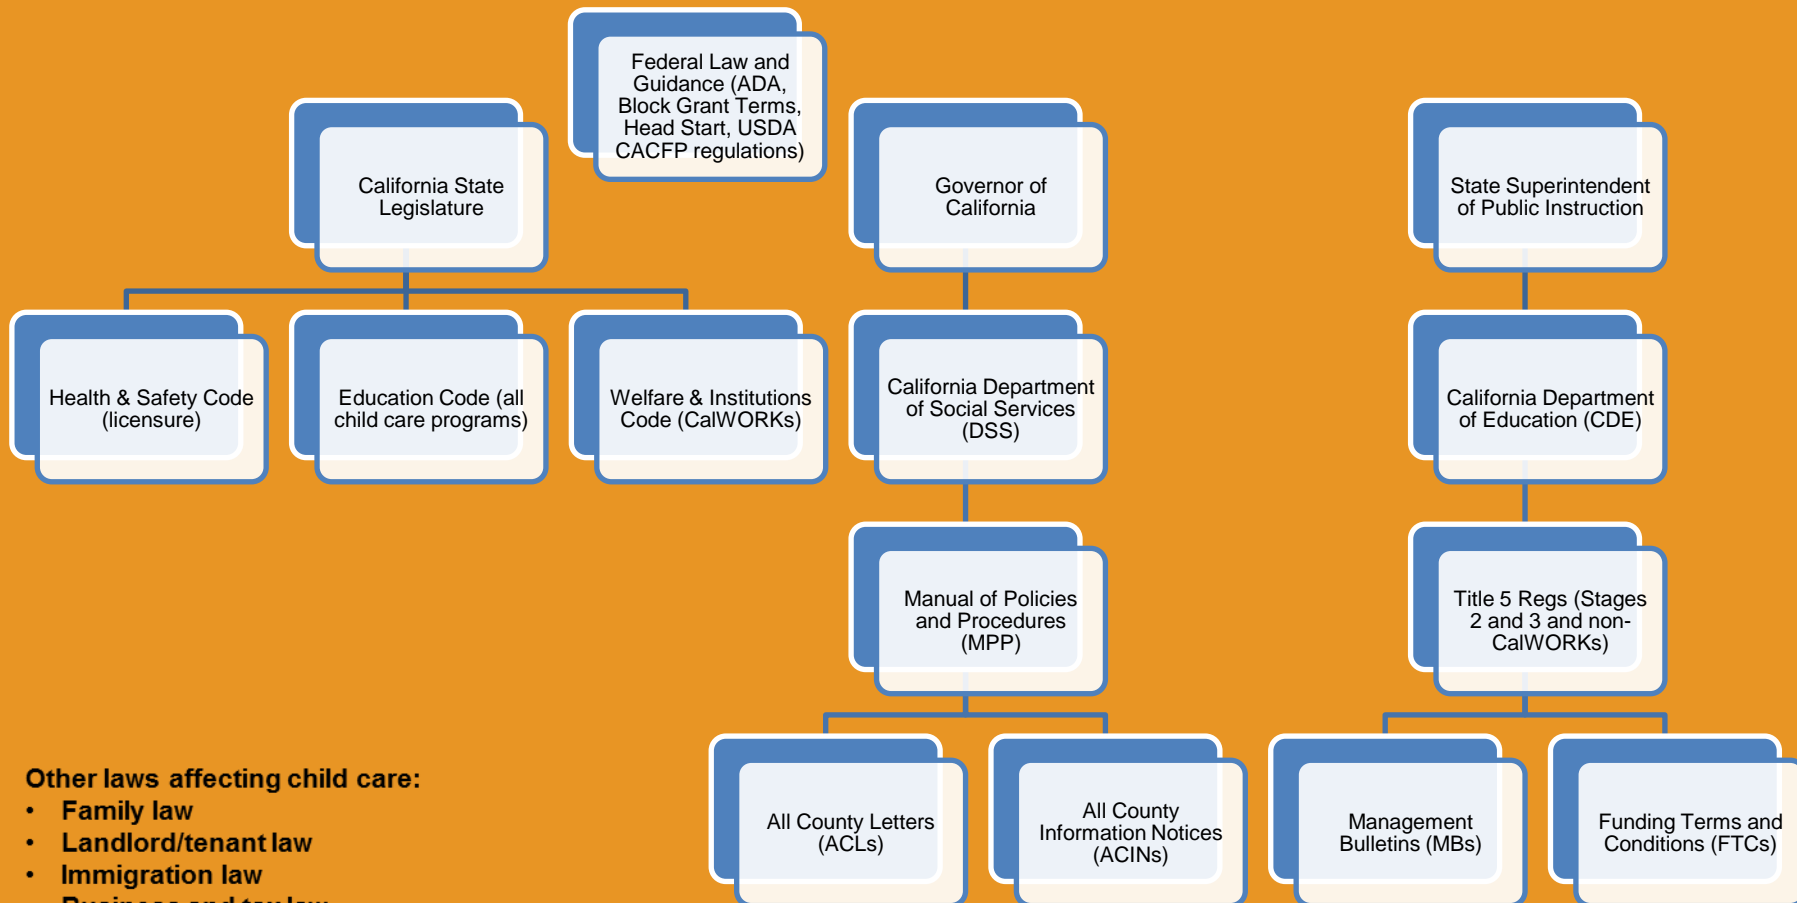 Federal Law and
Guidance (ADA,
Block Grant Terms,
Head Start, USDA
CACFP regulations)
California State
Legislature
Governor of
California
State Superintendent
of Public Instruction
Health & Safety Code
(licensure)
Education Code (all
child care programs)
Welfare & Institutions
Code (CalWORKs)
California Department
of Social Services
(DSS)
California Department
of Education (CDE)
Manual of Policies
and Procedures
(MPP)
Title 5 Regs (Stages
2 and 3 and non-
CalWORKs)
All County Letters
(ACLs)
All County
Information Notices
(ACINs)
Management
Bulletins (MBs)
Funding Terms and
Conditions (FTCs)
Other laws affecting child care:
• Family law
• Landlord/tenant law
• Immigration law
Business and tax law